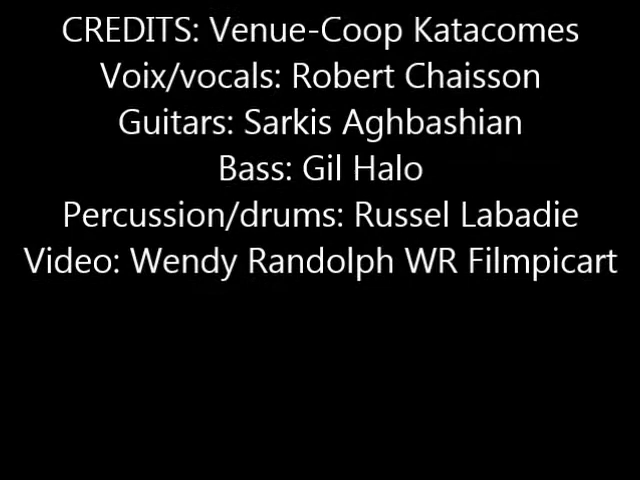 CREDITS: Venue-Coop Katacomes
Voix/vocals: Robert Chaisson
Guitars: Sarkis Aghbashian
Bass: Gil Halo
Percussion/drums: Russel Labadie
Video: Wendy Randolph WR Filmpicart